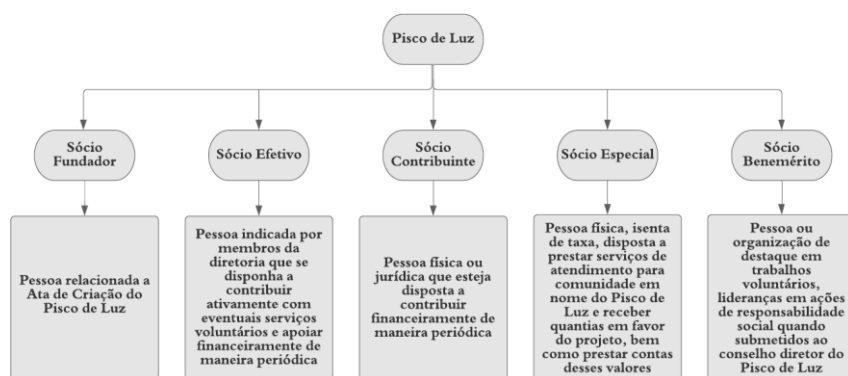 Pisco de Luz
Sócio
Fundador
Sócio Efetivo
Sócio
Contribuinte
Sócio Especial
Sócio
Benemérito
Pessoa relacionada a
Ata de Criação do
Pisco de Luz
Pessoa indicada por
membros da
diretoria que se
disponha a
contribuir
ativamente com
eventuais serviços
voluntários e apoiar
financeiramente de
maneira periódica
Pessoa física ou
jurídica que esteja
disposta a
contribuir
financeiramente de
maneira periódica
Pessoa física, isenta
de taxa, disposta a
prestar serviços de
atendimento para
comunidade em
nome do Pisco de
Luz e receber
quantias em favor
do projeto, bem
como prestar contas
desses valores
Pessoa ou
organização de
destaque em
trabalhos
voluntários,
lideranças em ações
de responsabilidade
social quando
submetidos ao
conselho diretor do
Pisco de Luz